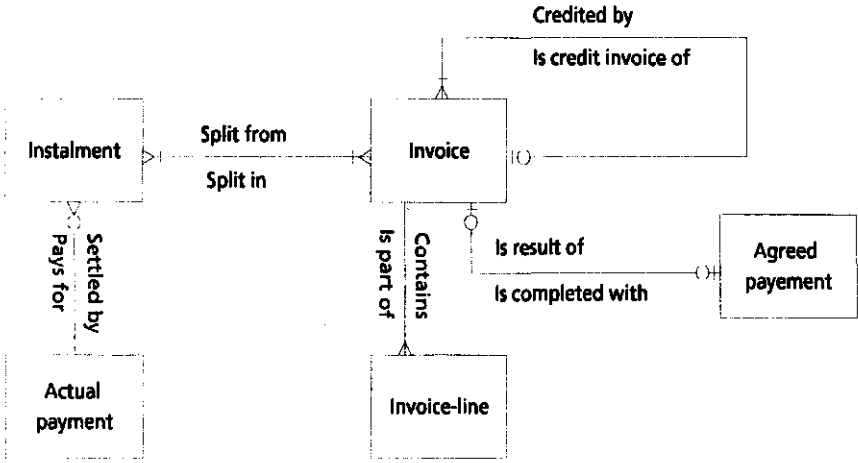 Credited by
Is credit invoice of
Instalment
Split from
Split in
Invoice
Settled by
Pays for
Contains
Is part of
Is result of
Is completed with
Agreed
payement
Actual
payment
Invoice-line